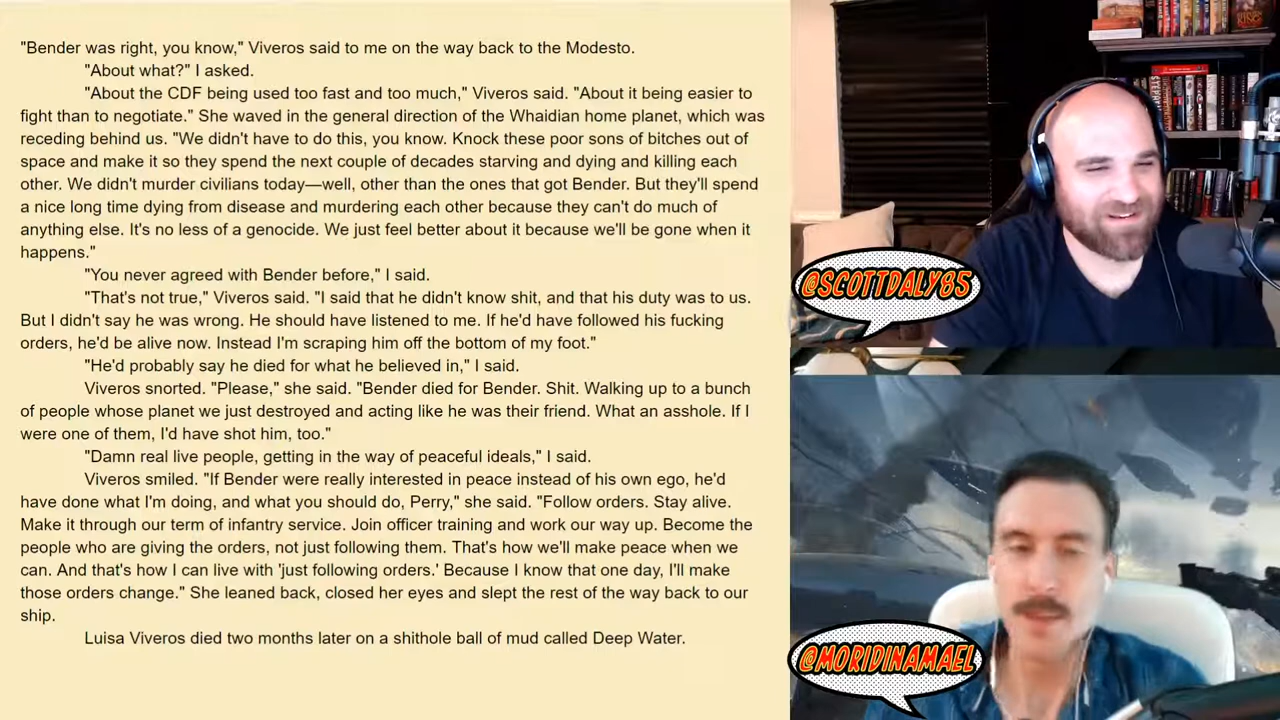 "Bender was right, you know," Viveros said to me on the way back to the Modesto.
"About what?" I asked.
"About the CDF being used too fast and too much," Viveros said. "About it being easier to
fight than to negotiate." She waved in the general direction of the Whaidian home planet, which was
receding behind us. "We didn't have to do this, you know. Knock these poor sons of bitches out of
space and make it so they spend the next couple of decades starving and dying and killing each
other. We didn't murder civilians today—well, other than the ones that got Bender. But they'll spend
a nice long time dying from disease and murdering each other because they can't do much of
anything else. It's no less of a genocide. We just feel better about it because we'll be gone when it
happens."
"You never agreed with Bender before," I said.
"That's not true," Viveros said. "I said that he didn't know shit, and that his duty was to us.
But I didn't say he was wrong. He should have listened to me. If he'd have followed his fucking
orders, he'd be alive now. Instead I'm scraping him off the bottom of my foot."
"He'd probably say he died for what he believed in," I said.
Viveros snorted. "Please," she said. "Bender died for Bender. Shit. Walking up to a bunch
of people whose planet we just destroyed and acting like he was their friend. What an asshole. If I
were one of them, I'd have shot him, too."
"Damn real live people, getting in the way of peaceful ideals," I said.
Viveros smiled. "If Bender were really interested in peace instead of his own ego, he'd
have done what I'm doing, and what you should do, Perry," she said. "Follow orders. Stay alive.
Make it through our term of infantry service. Join officer training and work our way up. Become the
people who are giving the orders, not just following them. That's how we'll make peace when we
can. And that's how I can live with 'just following orders.' Because I know that one day, I'll make
those orders change." She leaned back, closed her eyes and slept the rest of the way back to our
ship.
Luisa Viveros died two months later on a shithole ball of mud called Deep Water.
@SCOTTDALY85
@MORIDINAMAEL